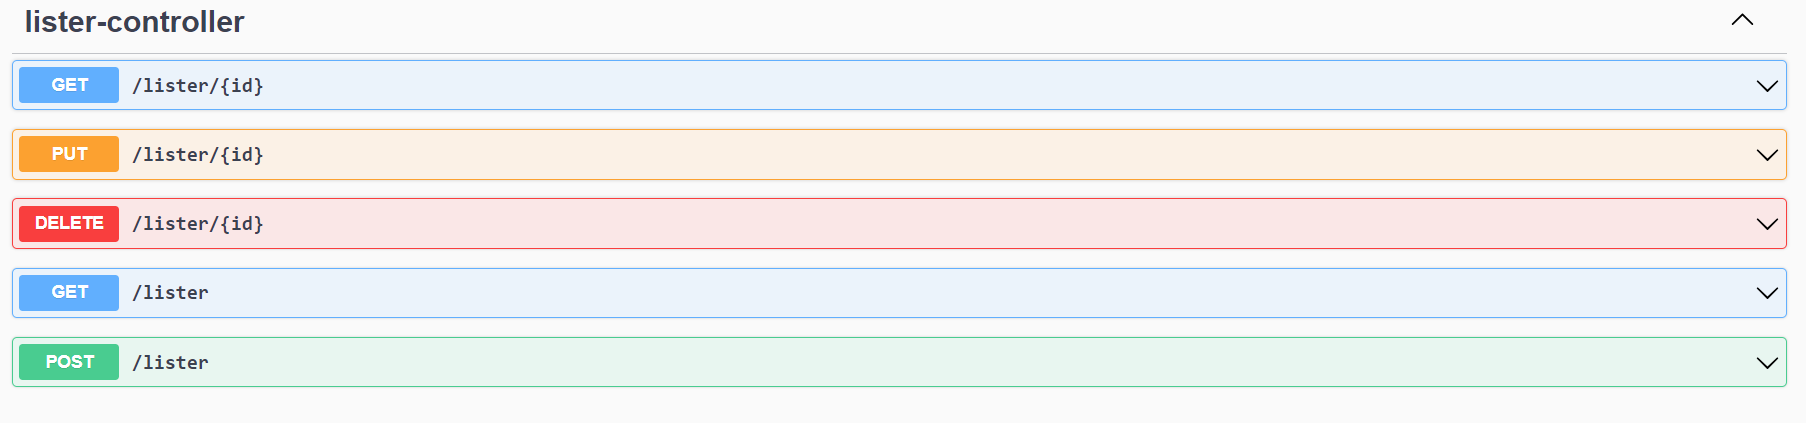 lister-controller
GET /lister/{id}
PUT /lister/{id}
DELETE /lister/{id}
GET /lister
POST /lister